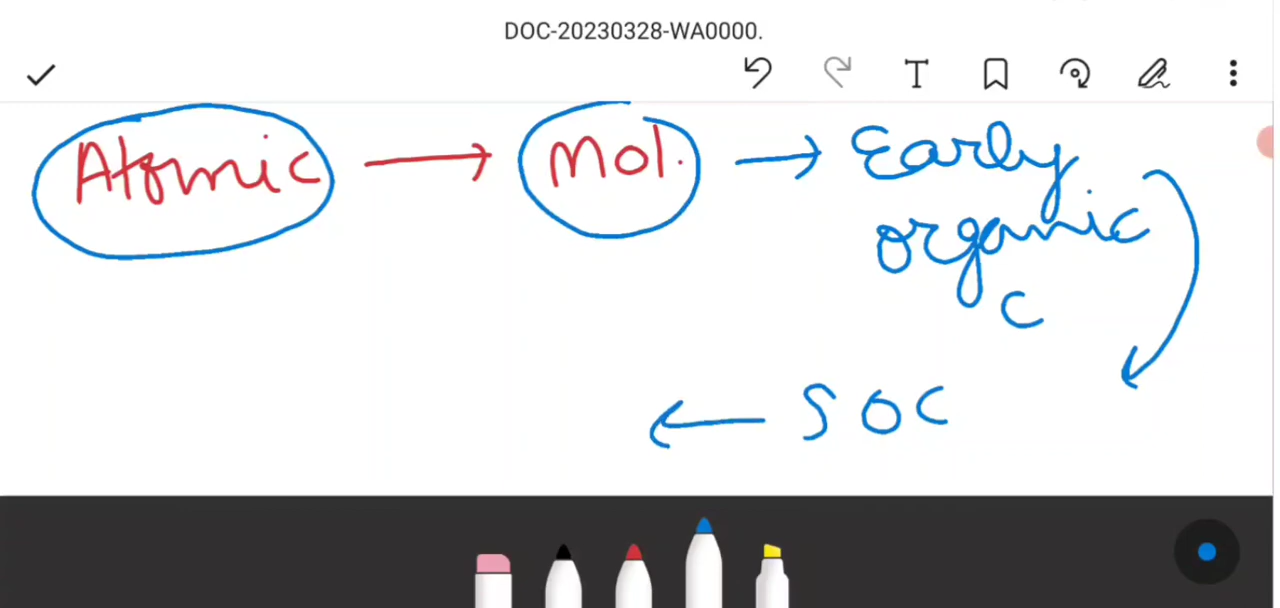 DOC-20230328-WA0000.
T
Atomic → Mol. → Early
organic
C
← SOC